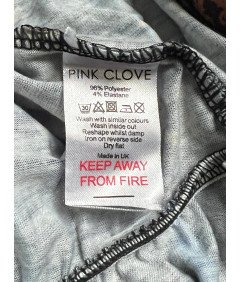 PINK CLOVE
96% Polyester
4% Elastane
30
Wash with similar colours
Wash inside out
Reshape whilst damp
Iron on reverse side
Dry flat
Made in UK
KEEP AWAY
FROM FIRE